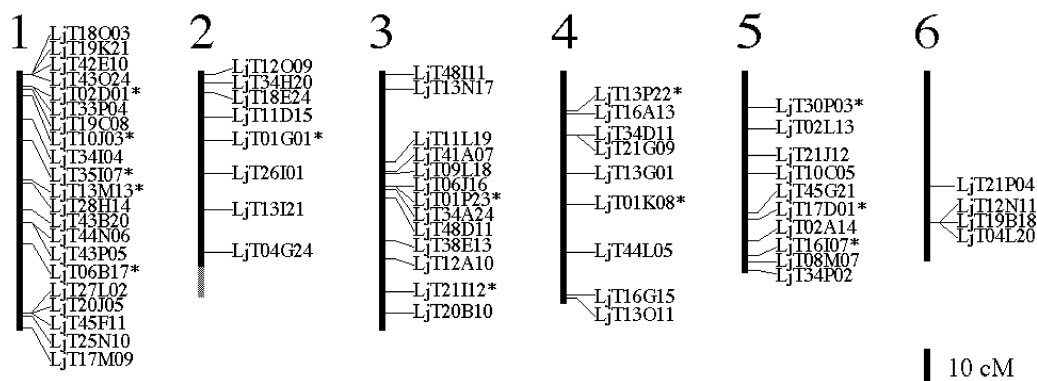 1
LjT18O03
LjT19K21
LjT42E10
LjT43O24
LjT02D01*
LjT33P04
LjT19C08
LjT10J03*
LjT34I04
LjT35I07*
LjT13M13*
LjT28H14
LjT43B20
LjT44N06
LjT43P05
LjT06B17*
LjT27L02
LjT20J05
LjT45F11
LjT25N10
LjT17M09
2
LjT12O09
LjT34H20
LjT18E24
LjT11D15
LjT01G01*
LjT26I01
LjT13I21
LjT04G24
3
LjT48I11
LjT13N17
LjT11L19
LjT41A07
LjT09L18
LjT06J16
LjT01P23*
LjT34A24
LjT48D11
LjT38E13
LjT12A10
LjT21I12*
LjT20B10
4
LjT13P22*
LjT16A13
LjT34D11
LjT21G09
LjT13G01
LjT01K08*
LjT44L05
LjT16G15
LjT13O11
5
LjT30P03*
LjT02L13
LjT21J12
LjT10C05
LjT45G21
LjT17D01*
LjT02A14
LjT16I07*
LjT08M07
LjT34P02
6
LjT21P04
LjT12N11
LjT19B18
LjT04L20
10 cM